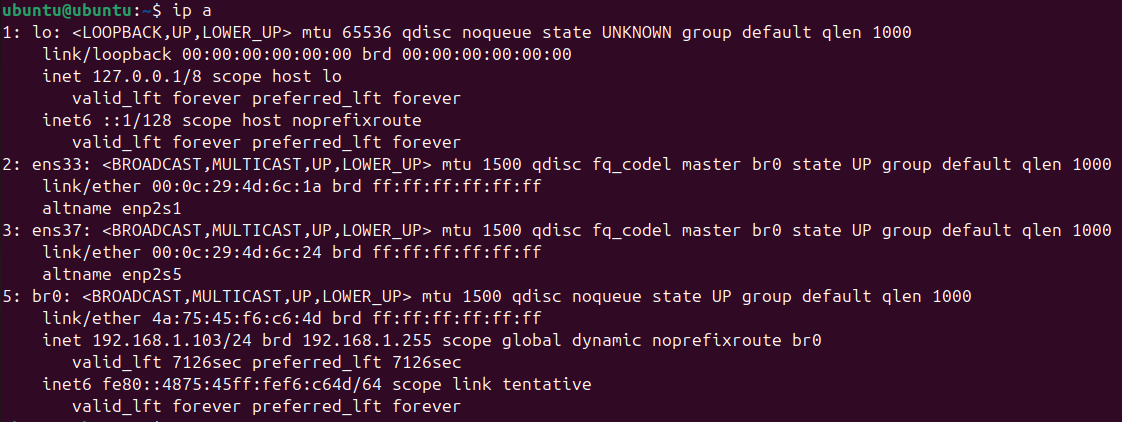 ubuntu@ubuntu:~$ ip a
1: lo: <LOOPBACK,UP,LOWER_UP> mtu 65536 qdisc noqueue state UNKNOWN group default qlen 1000
    link/loopback 00:00:00:00:00:00 brd 00:00:00:00:00:00
    inet 127.0.0.1/8 scope host lo
       valid_lft forever preferred_lft forever
    inet6 ::1/128 scope host noprefixroute
       valid_lft forever preferred_lft forever
2: ens33: <BROADCAST,MULTICAST,UP,LOWER_UP> mtu 1500 qdisc fq_codel master br0 state UP group default qlen 1000
    link/ether 00:0c:29:4d:6c:1a brd ff:ff:ff:ff:ff:ff
    altname enp2s1
3: ens37: <BROADCAST,MULTICAST,UP,LOWER_UP> mtu 1500 qdisc fq_codel master br0 state UP group default qlen 1000
    link/ether 00:0c:29:4d:6c:24 brd ff:ff:ff:ff:ff:ff
    altname enp2s5
5: br0: <BROADCAST,MULTICAST,UP,LOWER_UP> mtu 1500 qdisc noqueue state UP group default qlen 1000
    link/ether 4a:75:45:f6:c6:4d brd ff:ff:ff:ff:ff:ff
    inet 192.168.1.103/24 brd 192.168.1.255 scope global dynamic noprefixroute br0
       valid_lft 7126sec preferred_lft 7126sec
    inet6 fe80::4875:45ff:fef6:c64d/64 scope link tentative
       valid_lft forever preferred_lft forever